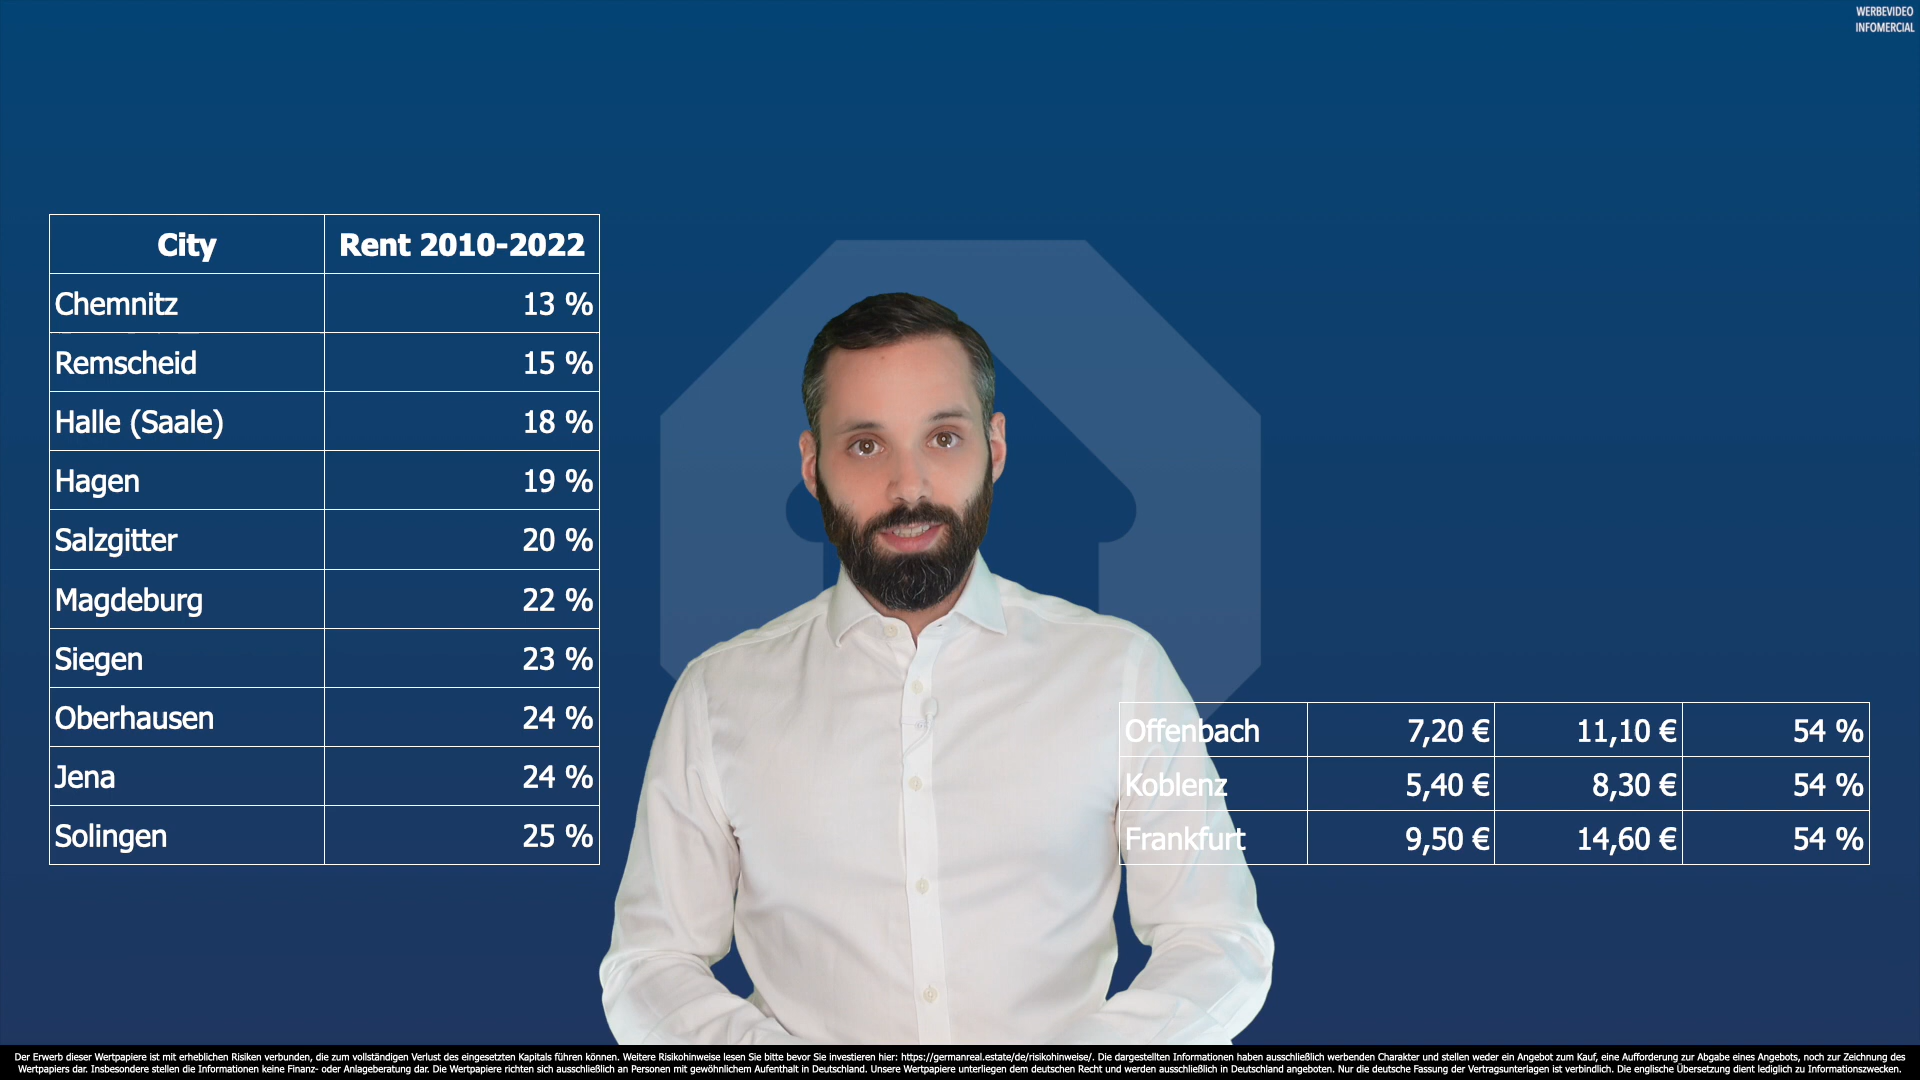 WERBEVIDEO
INFOMERCIAL
City Rent 2010-2022
Chemnitz 13 %
Remscheid 15 %
Halle (Saale) 18 %
Hagen 19 %
Salzgitter 20 %
Magdeburg 22 %
Siegen 23 %
Oberhausen 24 %
Jena 24 %
Solingen 25 %
Offenbach 7,20 € 11,10 € 54 %
Koblenz 5,40 € 8,30 € 54 %
Frankfurt 9,50 € 14,60 € 54 %
Der Erwerb dieser Wertpapiere ist mit erheblichen Risiken verbunden, die zum vollständigen Verlust des eingesetzten Kapitals führen können. Weitere Risikohinweise lesen Sie bitte bevor Sie investieren hier: https://germanreal.estate/de/risikohinweise/. Die dargestellten Informationen haben ausschließlich werbenden Charakter und stellen weder ein Angebot zum Kauf, eine Aufforderung zur Abgabe eines Angebots, noch zur Zeichnung des
Wertpapiers dar. Insbesondere stellen die Informationen keine Finanz- oder Anlageberatung dar. Die Wertpapiere richten sich ausschließlich an Personen mit gewöhnlichem Aufenthalt in Deutschland. Unsere Wertpapiere unterliegen dem deutschen Recht und werden ausschließlich in Deutschland angeboten. Nur die deutsche Fassung der Vertragsunterlagen ist verbindlich. Die englische Übersetzung dient lediglich zu Informationszwecken.